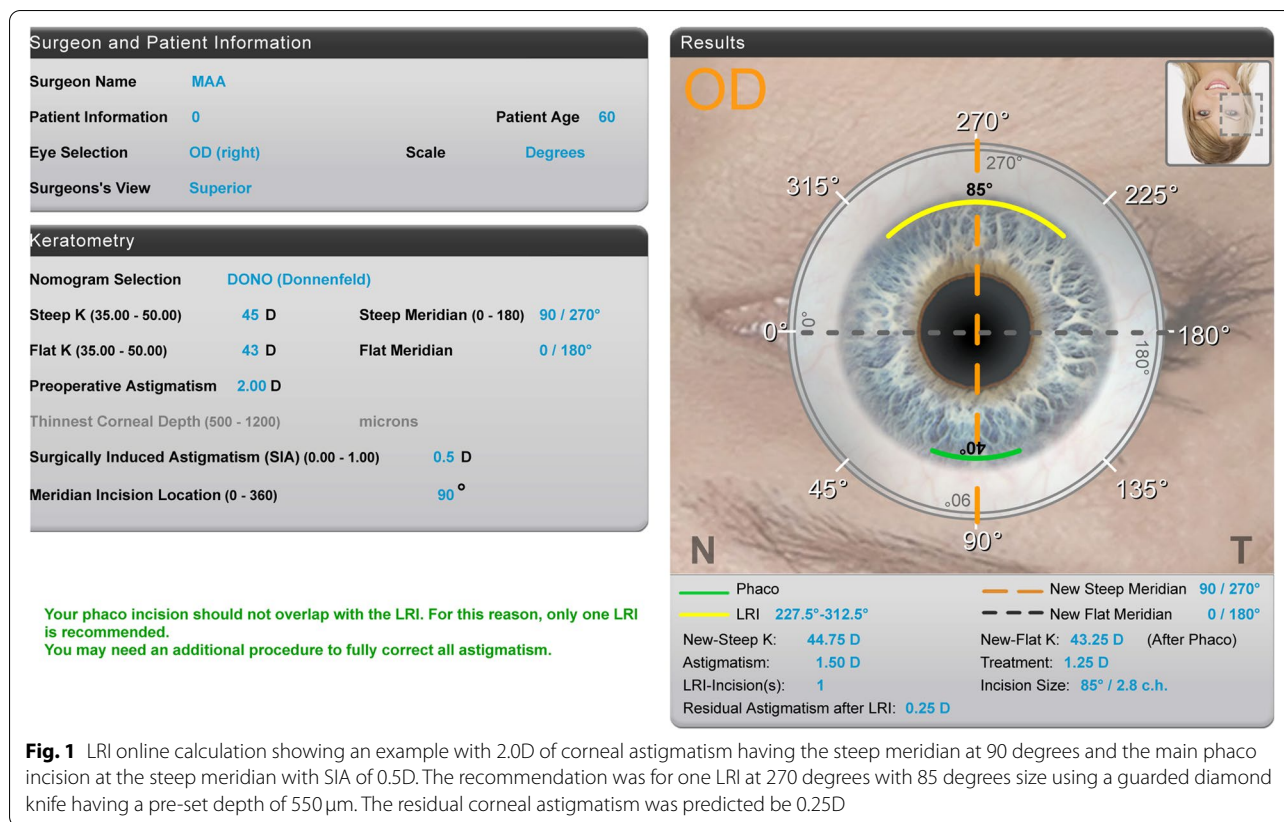 Surgeon and Patient Information
Surgeon Name MAA
Patient Information 0 Patient Age 60
Eye Selection OD (right) Scale Degrees
Surgeons's View Superior
Keratometry
Nomogram Selection DONO (Donnenfeld)
Steep K (35.00 - 50.00) 45 D Steep Meridian (0 - 180) 90 / 270°
Flat K (35.00 - 50.00) 43 D Flat Meridian 0 / 180°
Preoperative Astigmatism 2.00 D
Thinnest Corneal Depth (500 - 1200) microns
Surgically Induced Astigmatism (SIA) (0.00 - 1.00) 0.5 D
Meridian Incision Location (0 - 360) 90 °
Your phaco incision should not overlap with the LRI. For this reason, only one LRI
is recommended.
You may need an additional procedure to fully correct all astigmatism.
Results
OD
270°
270°
315° 85° 225°
0° 0° 180° 180°
40°
45° 135°
90°
90°
N T
Phaco New Steep Meridian 90 / 270°
LRI 227.5°-312.5° New Flat Meridian 0 / 180°
New-Steep K: 44.75 D New-Flat K: 43.25 D (After Phaco)
Astigmatism: 1.50 D Treatment: 1.25 D
LRI-Incision(s): 1 Incision Size: 85° / 2.8 c.h.
Residual Astigmatism after LRI: 0.25 D
Fig. 1 LRI online calculation showing an example with 2.0D of corneal astigmatism having the steep meridian at 90 degrees and the main phaco
incision at the steep meridian with SIA of 0.5D. The recommendation was for one LRI at 270 degrees with 85 degrees size using a guarded diamond
knife having a pre-set depth of 550 μm. The residual corneal astigmatism was predicted be 0.25D